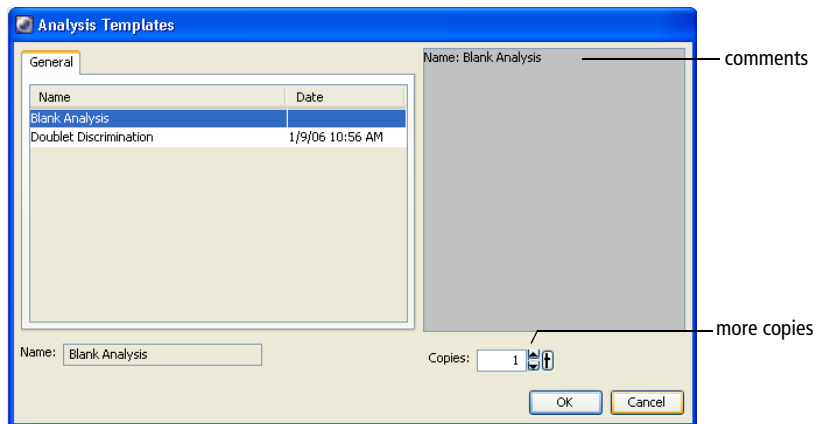 Analysis Templates
General
Name: Blank Analysis
comments
Name Date
Blank Analysis
Doublet Discrimination 1/9/06 10:56 AM
more copies
Name: Blank Analysis
Copies: 1
OK Cancel